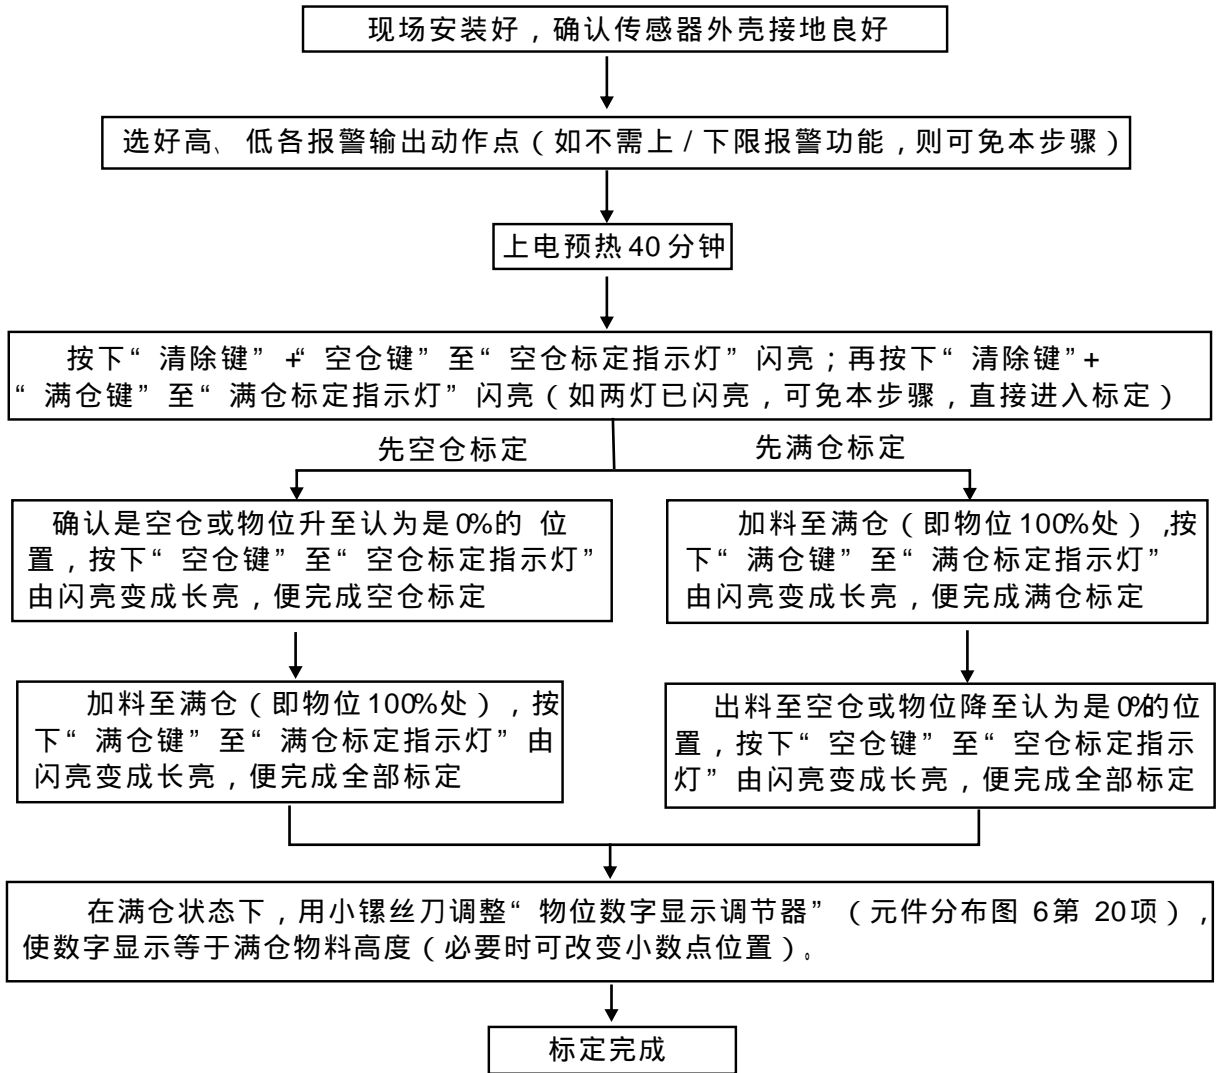 现场安装好，确认传感器外壳接地良好
选好高、低各报警输出动作点（如不需上/下限报警功能，则可免本步骤）
上电预热40分钟
按下“清除键”+“空仓键”至“空仓标定指示灯”闪亮；再按下“清除键”+
“满仓键”至“满仓标定指示灯”闪亮（如两灯已闪亮，可免本步骤，直接进入标定）
先空仓标定
先满仓标定
确认是空仓或物位升至认为是0%的 位
置，按下“空仓键”至“空仓标定指示灯”
由闪亮变成长亮，便完成空仓标定
加料至满仓（即物位100%处），按
下“满仓键”至“满仓标定指示灯”
由闪亮变成长亮，便完成满仓标定
加料至满仓（即物位100%处），按
下“满仓键”至“满仓标定指示灯”由
闪亮变成长亮，便完成全部标定
出料至空仓或物位降至认为是0%的位
置，按下“空仓键”至“空仓标定指示
灯”由闪亮变成长亮，便完成全部标定
在满仓状态下，用小镙丝刀调整“物位数字显示调节器”（元件分布图 6第 20项），
使数字显示等于满仓物料高度（必要时可改变小数点位置）。
标定完成